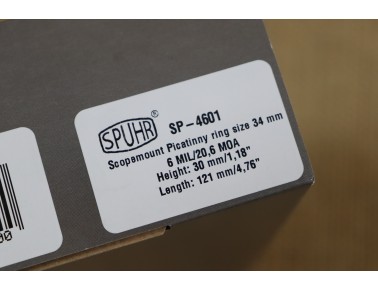 SPUHR® SP-4601
Scopemount Picatinny ring size 34 mm
6 MIL/20,6 MOA
Height: 30 mm/1,18"
Length: 121 mm/4,76"
00